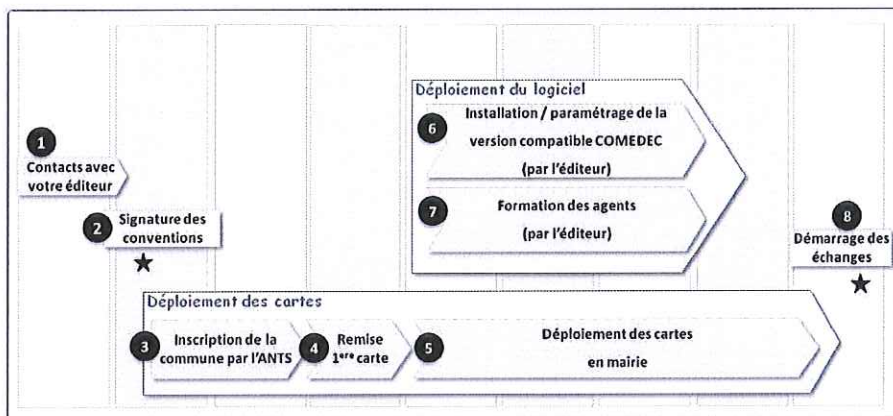 1
Contacts avec
votre éditeur
2
Signature des
conventions
Déploiement des cartes
3
Inscription de la
commune par l'ANTS
4
Remise
1ere carte
5
Déploiement des cartes
en mairie
Déploiement du logiciel
6
Installation / paramétrage de la
version compatible COMEDEC
(par l'éditeur)
7
Formation des agents
(par l'éditeur)
8
Démarrage des
échanges